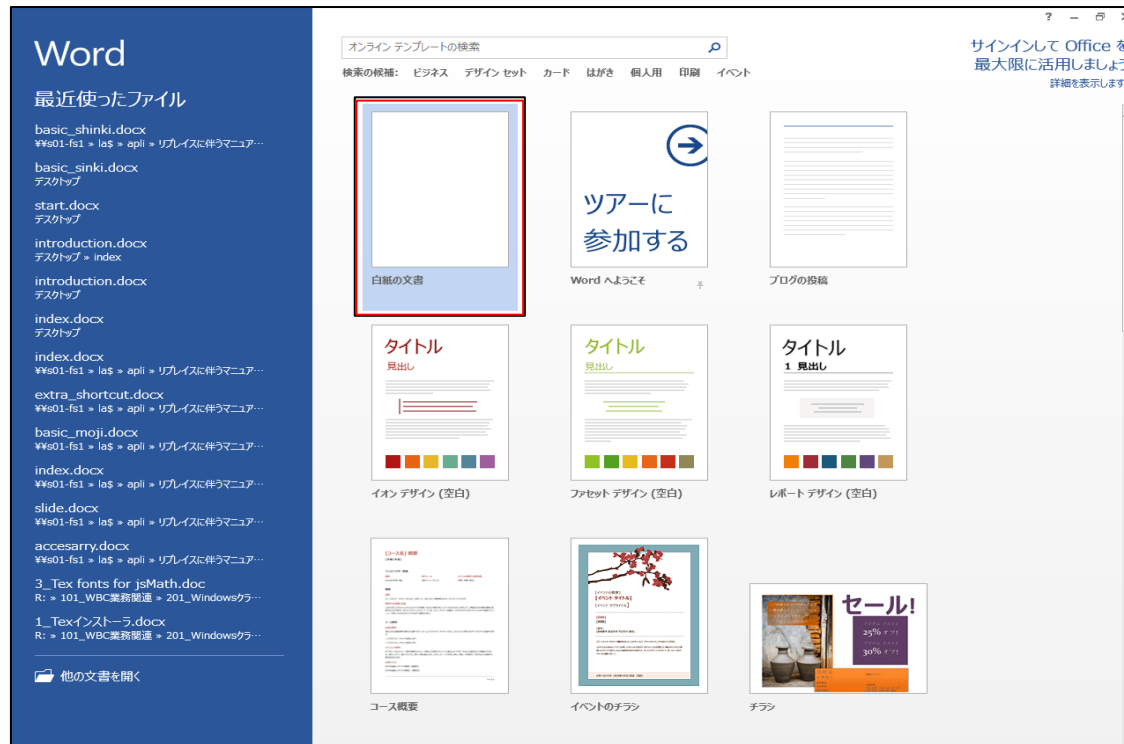 Word
最近使ったファイル
basic_shinki.docx
¥¥s01-fs1 » la$ » apli » リプレイスに伴うマニュア…
basic_sinki.docx
デスクトップ
start.docx
デスクトップ
introduction.docx
デスクトップ » index
introduction.docx
デスクトップ
index.docx
デスクトップ
index.docx
¥¥s01-fs1 » la$ » apli » リプレイスに伴うマニュア…
extra_shortcut.docx
¥¥s01-fs1 » la$ » apli » リプレイスに伴うマニュア…
basic_moji.docx
¥¥s01-fs1 » la$ » apli » リプレイスに伴うマニュア…
index.docx
¥¥s01-fs1 » la$ » apli » リプレイスに伴うマニュア…
slide.docx
¥¥s01-fs1 » la$ » apli » リプレイスに伴うマニュア…
accesarry.docx
¥¥s01-fs1 » la$ » apli » リプレイスに伴うマニュア…
3_Tex fonts for jsMath.doc
R: » 101_WBC業務関連 » 201_Windowsクラ…
1_Texインストーラ.docx
R: » 101_WBC業務関連 » 201_Windowsクラ…
他の文書を開く
?
オンライン テンプレートの検索
サインインして Office を
最大限に活用しましょう
詳細を表示します
検索の候補: ビジネス デザイン セット カード はがき 個人用 印刷 イベント
ツアーに
参加する
白紙の文書
Word へようこそ
ブログの投稿
タイトル
見出し
タイトル
見出し
タイトル
1 見出し
イオン デザイン (空白)
ファセット デザイン (空白)
レポート デザイン (空白)
[コース名] 概要
[イベント タイトル]
セール!
25% オフ!
30% オフ!
コース概要
イベントのチラシ
チラシ